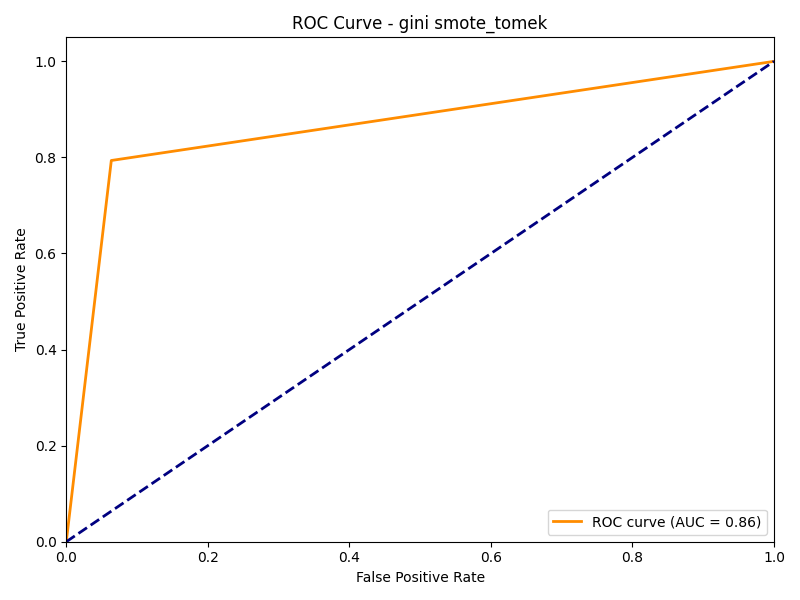 ROC Curve - gini smote_tomek
True Positive Rate
1.0
0.8
0.6
0.4
0.2
0.0
0.0 0.2 0.4 0.6 0.8 1.0
False Positive Rate
ROC curve (AUC = 0.86)